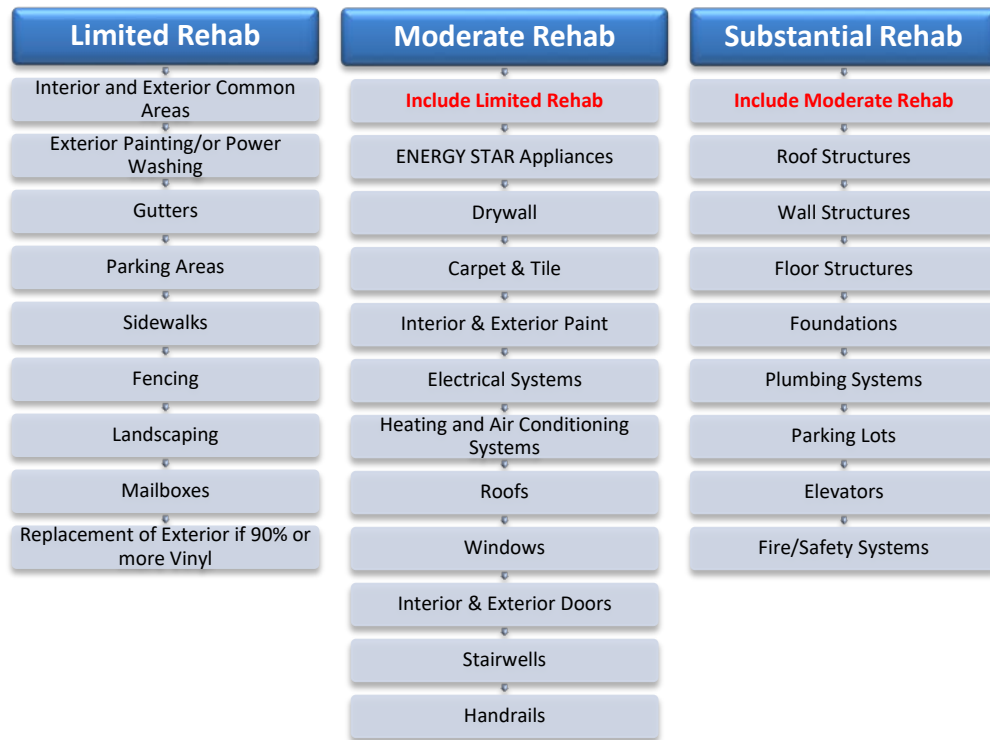 Limited Rehab
Interior and Exterior Common
Areas
Exterior Painting/or Power
Washing
Gutters
Parking Areas
Sidewalks
Fencing
Landscaping
Mailboxes
Replacement of Exterior if 90% or
more Vinyl
Moderate Rehab
Include Limited Rehab
ENERGY STAR Appliances
Drywall
Carpet & Tile
Interior & Exterior Paint
Electrical Systems
Heating and Air Conditioning
Systems
Roofs
Windows
Interior & Exterior Doors
Stairwells
Handrails
Substantial Rehab
Include Moderate Rehab
Roof Structures
Wall Structures
Floor Structures
Foundations
Plumbing Systems
Parking Lots
Elevators
Fire/Safety Systems